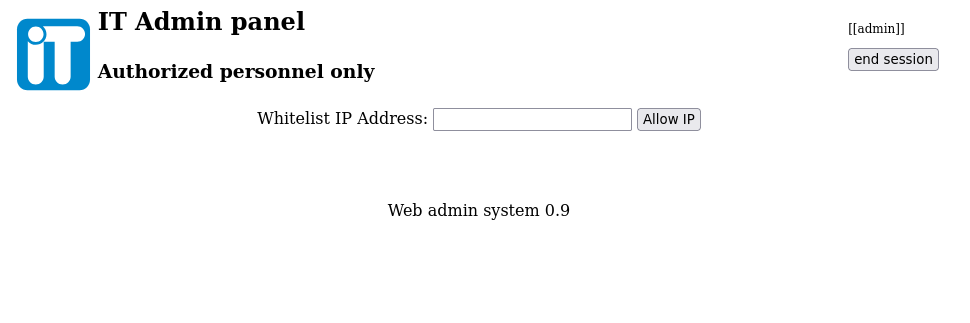 iT
IT Admin panel
Authorized personnel only
[[admin]]
end session
Whitelist IP Address:
Allow IP
Web admin system 0.9